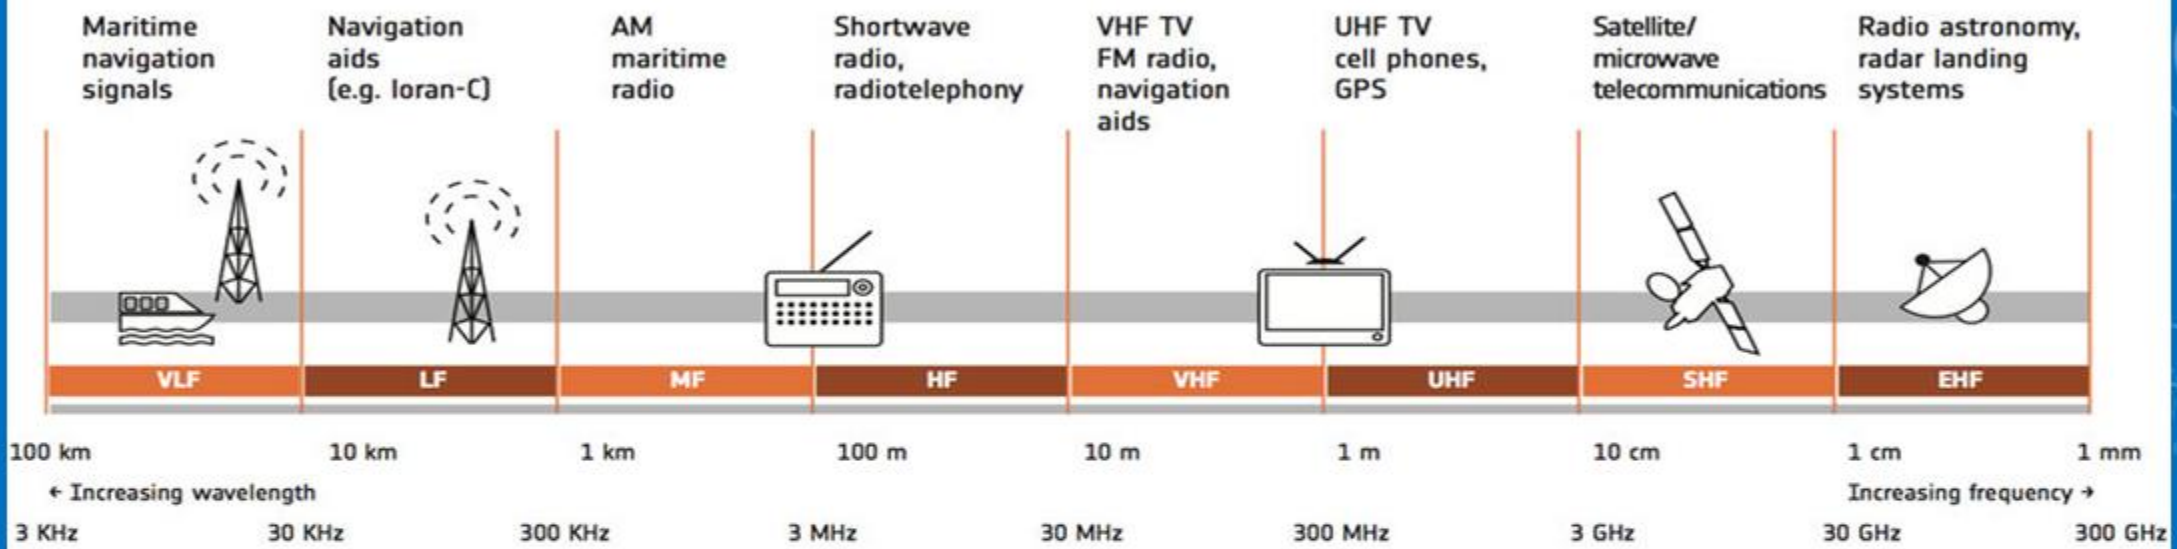 Maritime
navigation
signals
Navigation
aids
(e.g. loran-C)
AM
maritime
radio
Shortwave
radio,
radiotelephony
VHF TV
FM radio,
navigation
aids
UHF TV
cell phones,
GPS
Satellite/
microwave
telecommunications
Radio astronomy,
radar landing
systems
VLF LF MF HF VHF UHF SHF EHF
100 km 10 km 1 km 100 m 10 m 1 m 10 cm 1 cm 1 mm
← Increasing wavelength Increasing frequency →
3 KHz 30 KHz 300 KHz 3 MHz 30 MHz 300 MHz 3 GHz 30 GHz 300 GHz